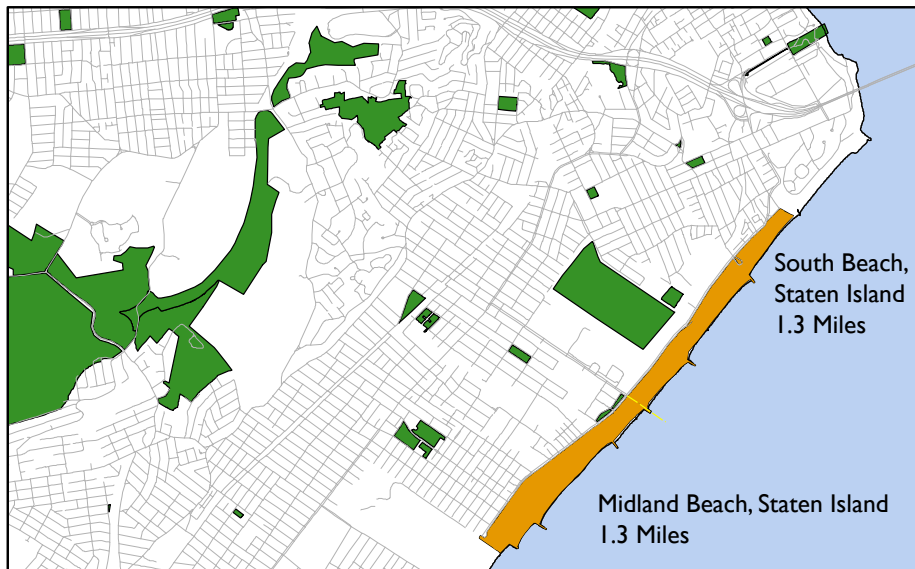 South Beach,
Staten Island
1.3 Miles
Midland Beach, Staten Island
1.3 Miles